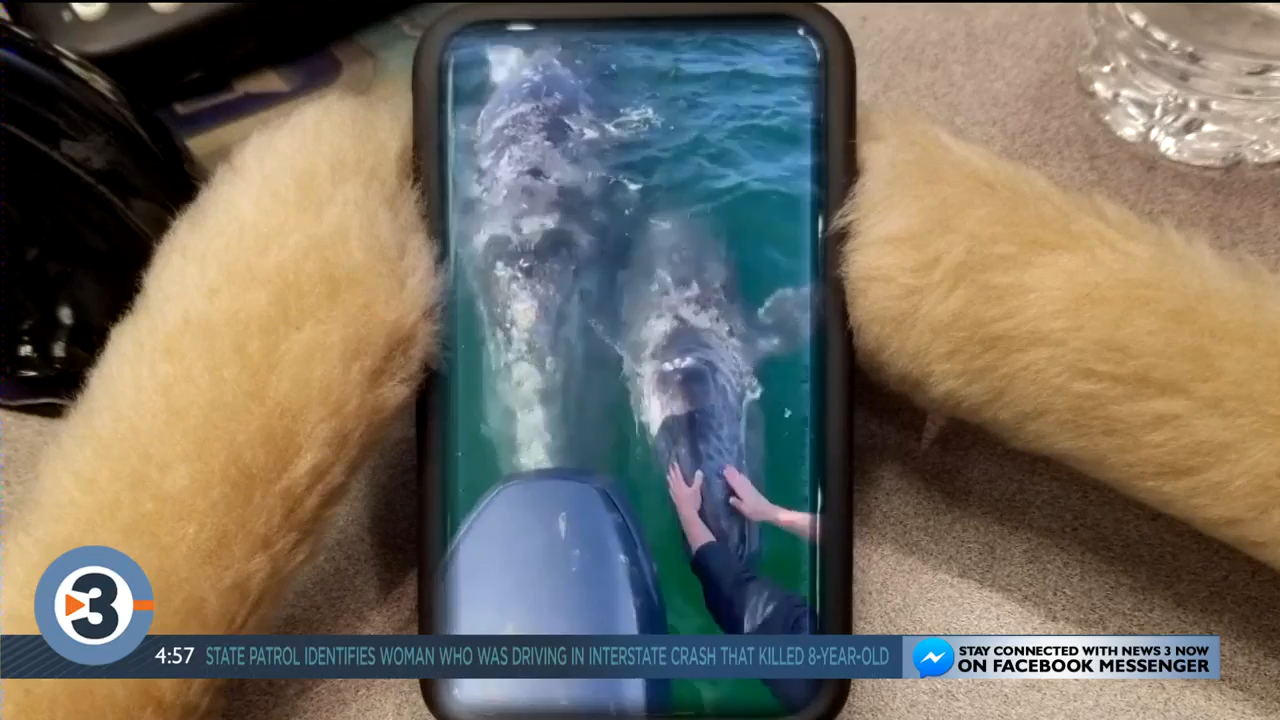 3
4:57 STATE PATROL IDENTIFIES WOMAN WHO WAS DRIVING IN INTERSTATE CRASH THAT KILLED 8-YEAR-OLD
STAY CONNECTED WITH NEWS 3 NOW
ON FACEBOOK MESSENGER